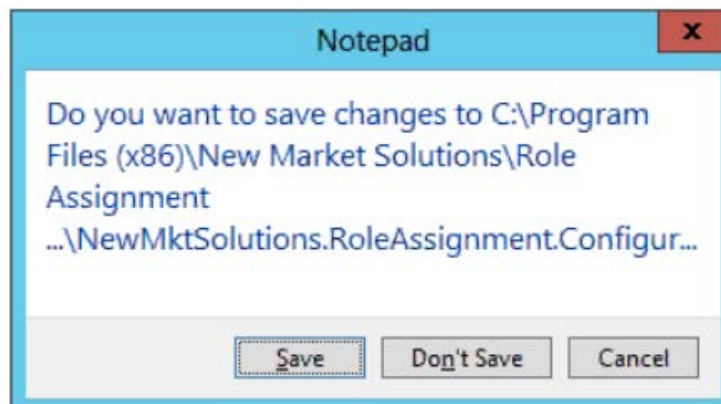 Notepad
x
Do you want to save changes to C:\Program
Files (x86)\New Market Solutions\Role
Assignment
...\NewMktSolutions.RoleAssignment.Configur...
Save
Don't Save
Cancel